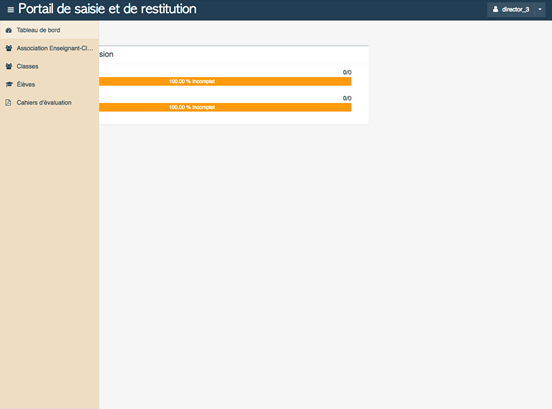 Portail de saisie et de restitution
director_3
Tableau de bord
Association Enseignant-Cl...
sion
Classes
0/0
100.00 % Incomplet
Élèves
0/0
Cahiers d'évaluation
100.00 % Incomplet